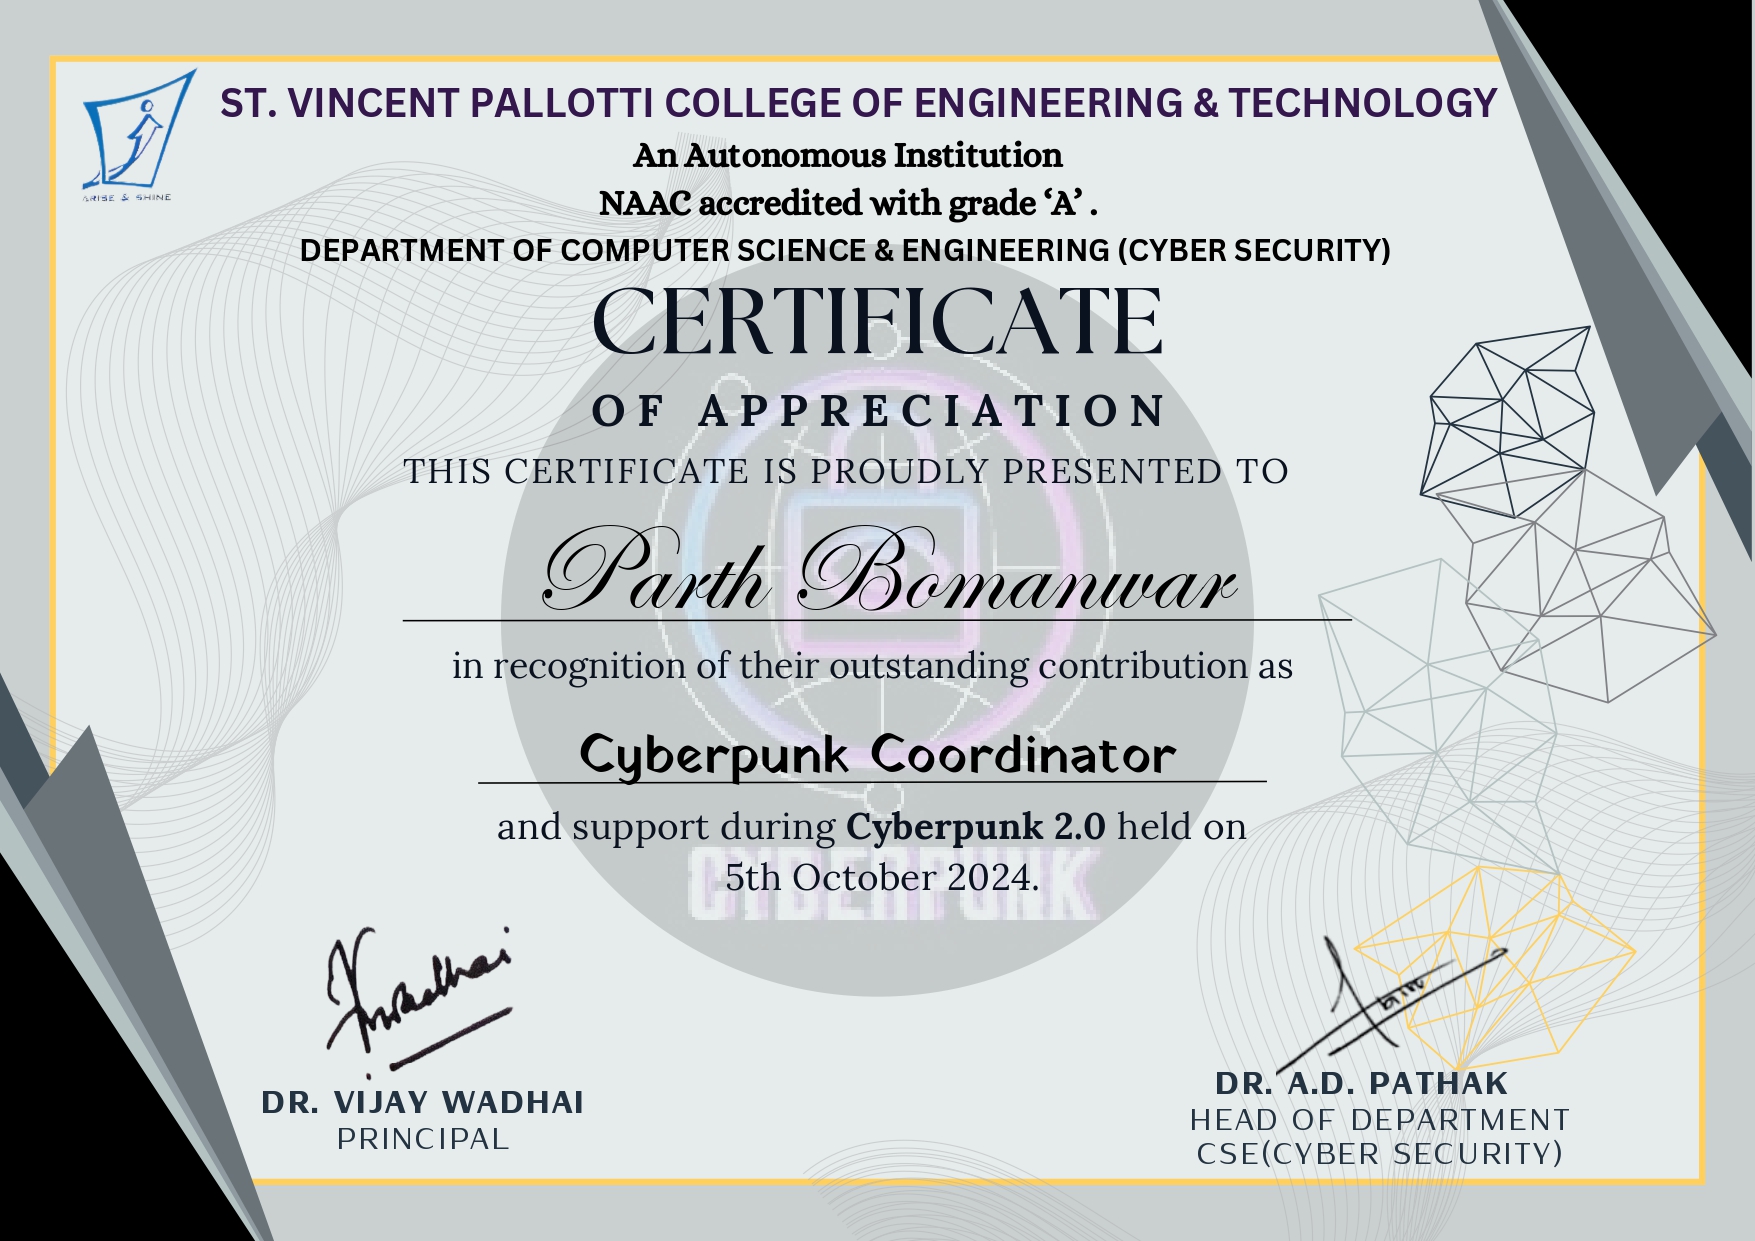 ST. VINCENT PALLOTTI COLLEGE OF ENGINEERING & TECHNOLOGY
ARISE & SHINE
An Autonomous Institution
NAAC accredited with grade ‘A’ .
DEPARTMENT OF COMPUTER SCIENCE & ENGINEERING (CYBER SECURITY)
CERTIFICATE
OF APPRECIATION
THIS CERTIFICATE IS PROUDLY PRESENTED TO
Parth Bomanwar
in recognition of their outstanding contribution as
Cyberpunk Coordinator
and support during Cyberpunk 2.0 held on
5th October 2024.
CYBERPUNK
DR. VIJAY WADHAI
PRINCIPAL
DR. A.D. PATHAK
HEAD OF DEPARTMENT
CSE(CYBER SECURITY)